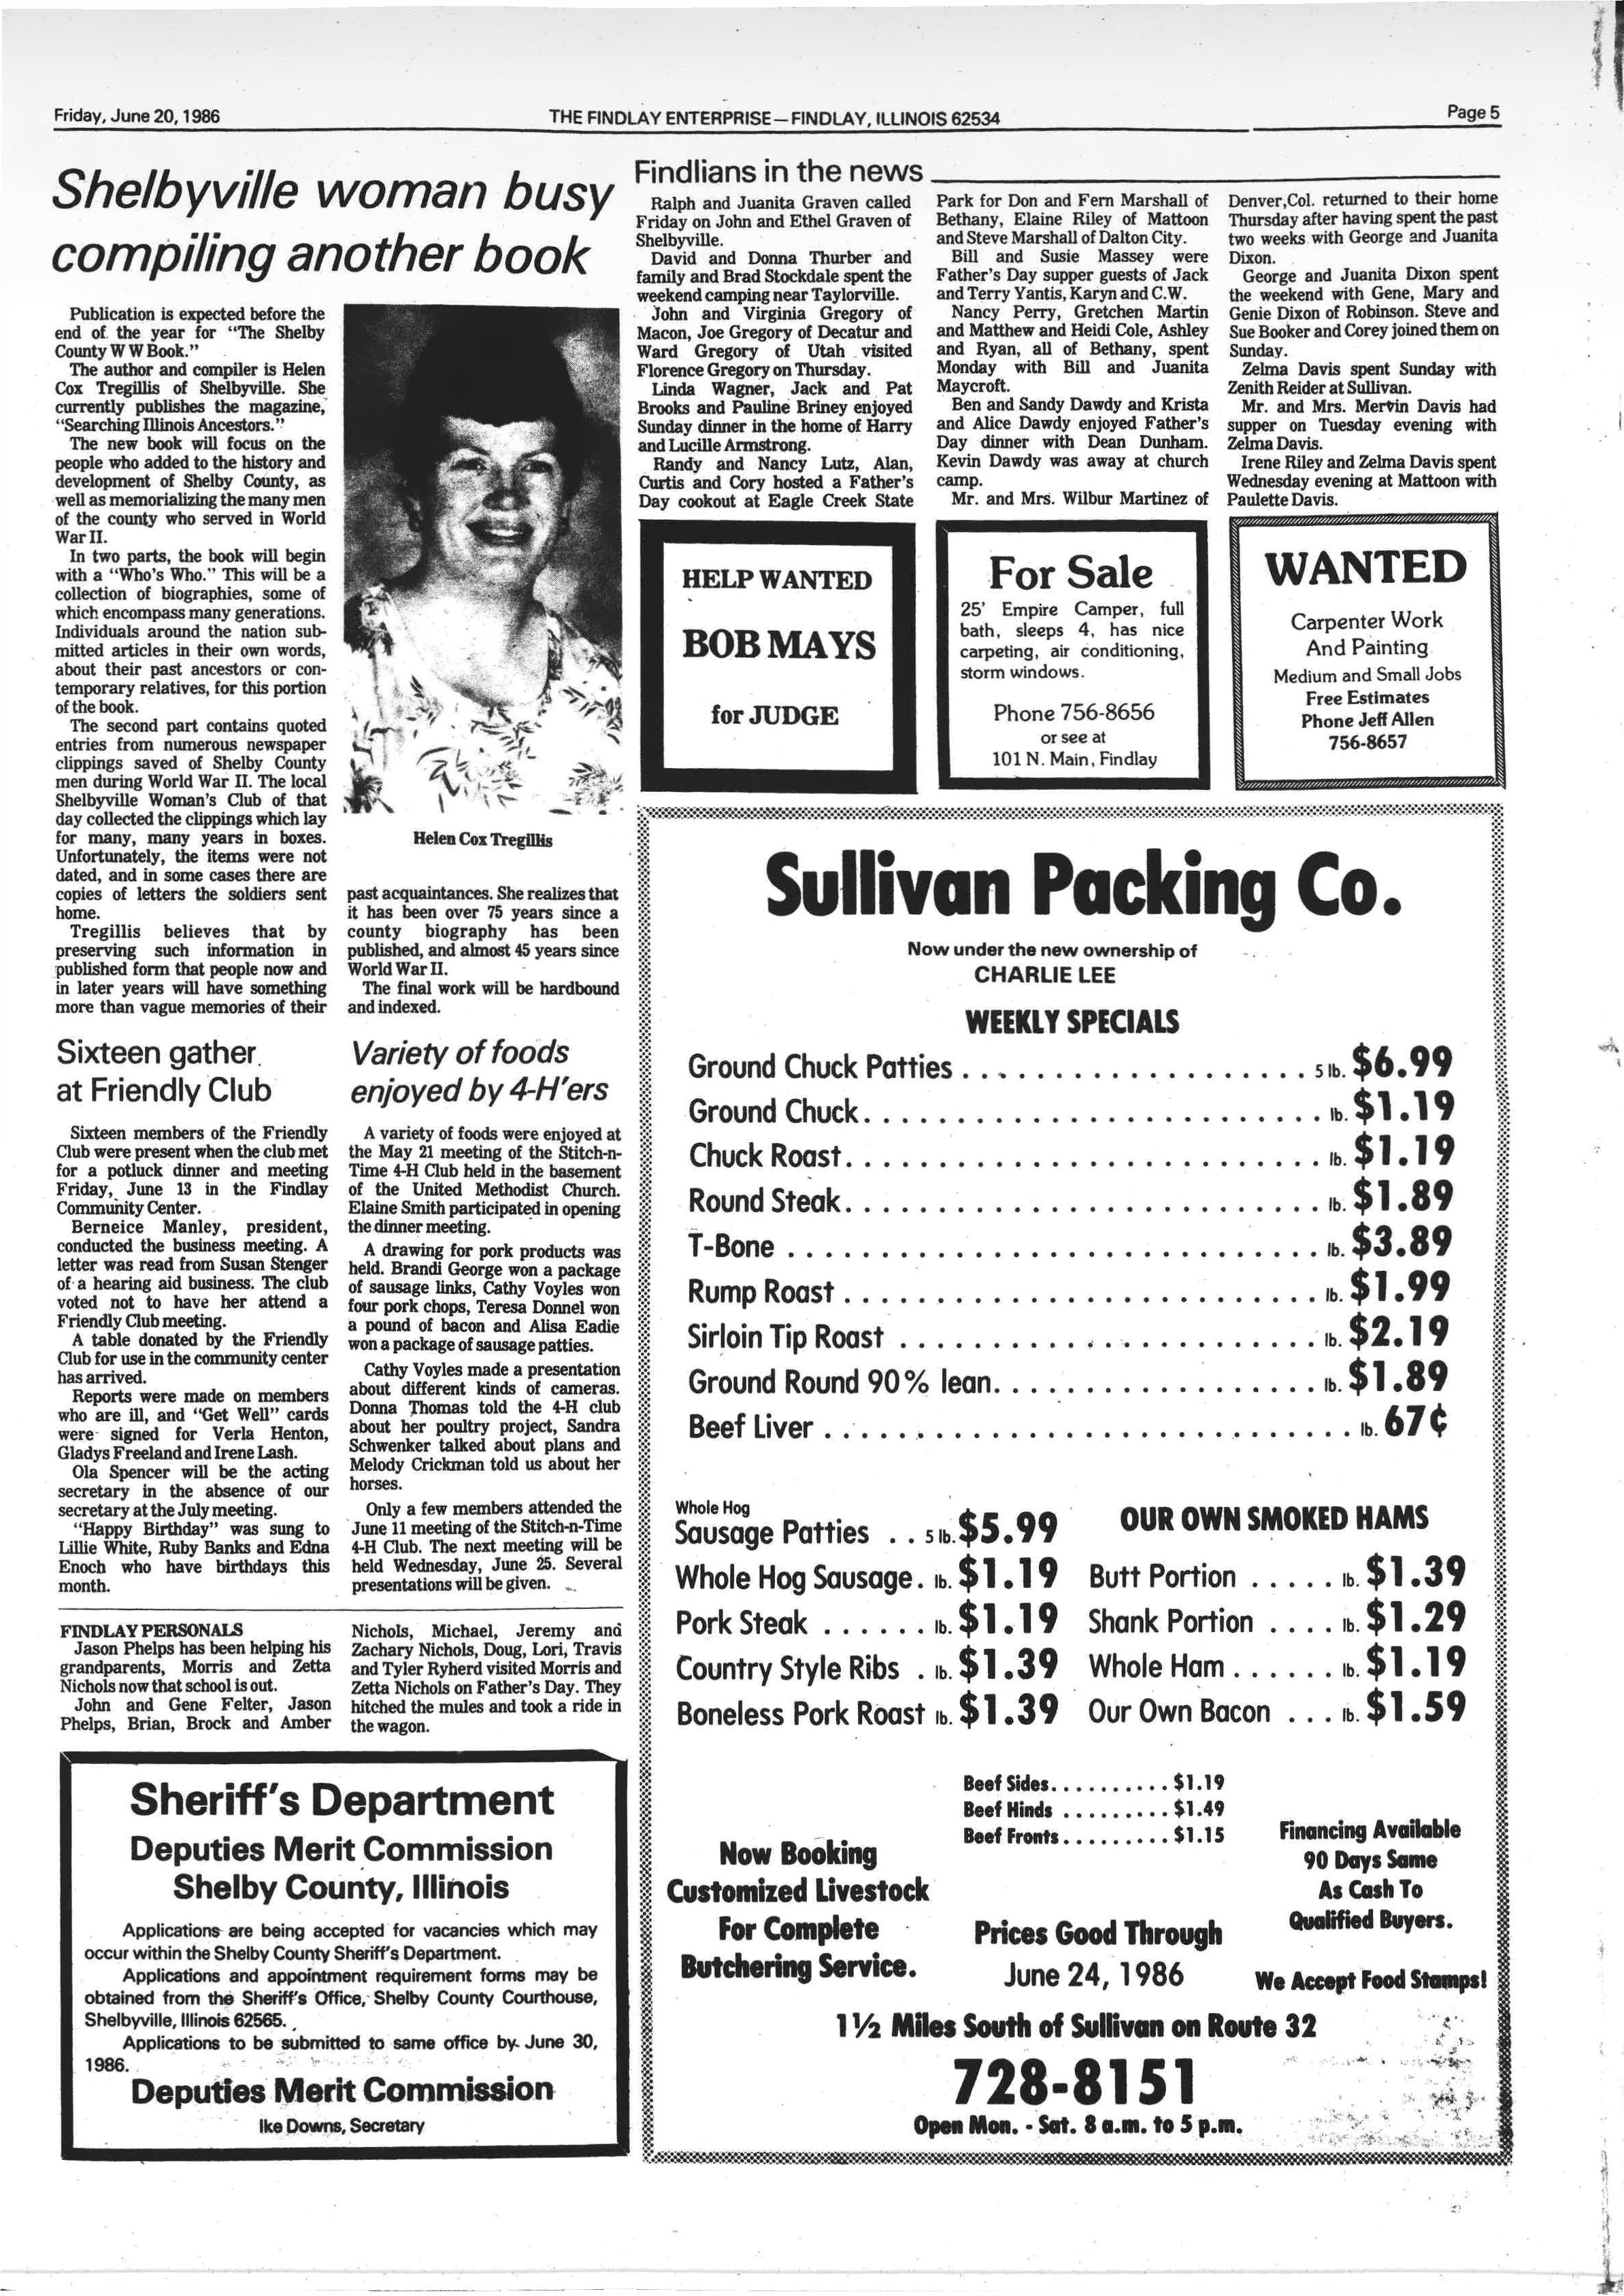 Friday, June 20, 1986
THE FINDLAY ENTERPRISE—FINDLAY, ILLINOIS 62534
Page 5
Shelbyville woman busy
compiling another book
Publication is expected before the
end of the year for "The Shelby
County W W Book."
The author and compiler is Helen
Cox Tregillis of Shelbyville. She
currently publishes the magazine,
"Searching Illinois Ancestors."
The new book will focus on the
people who added to the history and
development of Shelby County, as
well as memorializing the many men
of the county who served in World
War II.
In two parts, the book will begin
with a "Who's Who." This will be a
collection of biographies, some of
which encompass many generations.
Individuals around the nation sub-
mitted articles in their own words,
about their past ancestors or con-
temporary relatives, for this portion
of the book.
The second part contains quoted
entries from numerous newspaper
clippings saved of Shelby County
men during World War II. The local
Shelbyville Woman's Club of that
day collected the clippings which lay
for many, many years in boxes.
Unfortunately, the items were not
dated, and in some cases there are
copies of letters the soldiers sent
home.
Tregillis believes that by
preserving such information in
published form that people now and
in later years will have something
more than vague memories of their
Helen Cox Tregillis
past acquaintances. She realizes that
it has been over 75 years since a
county biography has been
published, and almost 45 years since
World War II.
The final work will be hardbound
and indexed.
Sixteen gather
at Friendly Club
Sixteen members of the Friendly
Club were present when the club met
for a potluck dinner and meeting
Friday, June 13 in the Findlay
Community Center.
Berneice Manley, president,
conducted the business meeting. A
letter was read from Susan Stenger
of a hearing aid business. The club
voted not to have her attend a
Friendly Club meeting.
A table donated by the Friendly
Club for use in the community center
has arrived.
Reports were made on members
who are ill, and "Get Well" cards
were signed for Verla Henton,
Gladys Freeland and Irene Lash.
Ola Spencer will be the acting
secretary in the absence of our
secretary at the July meeting.
"Happy Birthday" was sung to
Lillie White, Ruby Banks and Edna
Enoch who have birthdays this
month.
Variety of foods
enjoyed by 4-H'ers
A variety of foods were enjoyed at
the May 21 meeting of the Stitch-n-
Time 4-H Club held in the basement
of the United Methodist Church.
Elaine Smith participated in opening
the dinner meeting.
A drawing for pork products was
held. Brandi George won a package
of sausage links, Cathy Voyles won
four pork chops, Teresa Donnel won
a pound of bacon and Alisa Eadie
won a package of sausage patties.
Cathy Voyles made a presentation
about different kinds of cameras.
Donna Thomas told the 4-H club
about her poultry project, Sandra
Schwenker talked about plans and
Melody Crickman told us about her
horses.
Only a few members attended the
June 11 meeting of the Stitch-n-Time
4-H Club. The next meeting will be
held Wednesday, June 25. Several
presentations will be given.
FINDLAY PERSONALS
Jason Phelps has been helping his
grandparents, Morris and Zetta
Nichols now that school is out.
John and Gene Felter, Jason
Phelps, Brian, Brock and Amber
Nichols, Michael, Jeremy and
Zachary Nichols, Doug, Lori, Travis
and Tyler Ryherd visited Morris and
Zetta Nichols on Father's Day. They
hitched the mules and took a ride in
the wagon.
Sheriff's Department
Deputies Merit Commission
Shelby County, Illinois
Applications are being accepted for vacancies which may
occur within the Shelby County Sheriff's Department.
Applications and appointment requirement forms may be
obtained from the Sheriff's Office, Shelby County Courthouse,
Shelbyville, Illinois 62565.
Applications to be submitted to same office by June 30,
1986.
Deputies Merit Commission
Ike Downs, Secretary
Findlians in the news
Ralph and Juanita Graven called
Friday on John and Ethel Graven of
Shelbyville.
David and Donna Thurber and
family and Brad Stockdale spent the
weekend camping near Taylorville.
John and Virginia Gregory of
Macon, Joe Gregory of Decatur and
Ward Gregory of Utah visited
Florence Gregory on Thursday.
Linda Wagner, Jack and Pat
Brooks and Pauline Briney enjoyed
Sunday dinner in the home of Harry
and Lucille Armstrong.
Randy and Nancy Lutz, Alan,
Curtis and Cory hosted a Father's
Day cookout at Eagle Creek State
Park for Don and Fern Marshall of
Bethany, Elaine Riley of Mattoon
and Steve Marshall of Dalton City.
Bill and Susie Massey were
Father's Day supper guests of Jack
and Terry Yantis, Karyn and C.W.
Nancy Perry, Gretchen Martin
and Matthew and Heidi Cole, Ashley
and Ryan, all of Bethany, spent
Monday with Bill and Juanita
Maycroft.
Ben and Sandy Dawdy and Krista
and Alice Dawdy enjoyed Father's
Day dinner with Dean Dunham.
Kevin Dawdy was away at church
camp.
Mr. and Mrs. Wilbur Martinez of
Denver,Col. returned to their home
Thursday after having spent the past
two weeks with George and Juanita
Dixon.
George and Juanita Dixon spent
the weekend with Gene, Mary and
Genie Dixon of Robinson. Steve and
Sue Booker and Corey joined them on
Sunday.
Zelma Davis spent Sunday with
Zenith Reider at Sullivan.
Mr. and Mrs. Mervin Davis had
supper on Tuesday evening with
Zelma Davis.
Irene Riley and Zelma Davis spent
Wednesday evening at Mattoon with
Paulette Davis.
HELP WANTED
BOB MAYS
for JUDGE
For Sale
25' Empire Camper, full
bath, sleeps 4, has nice
carpeting, air conditioning,
storm windows.
Phone 756-8656
or see at
101 N. Main, Findlay
WANTED
Carpenter Work
And Painting
Medium and Small Jobs
Free Estimates
Phone Jeff Allen
756-8657
Sullivan Packing Co.
Now under the new ownership of
CHARLIE LEE
WEEKLY SPECIALS
Ground Chuck Patties . . . . . . . . . . . . . . . . . . . 5 lb. $6.99
Ground Chuck. . . . . . . . . . . . . . . . . . . . . . . . . lb. $1.19
Chuck Roast. . . . . . . . . . . . . . . . . . . . . . . . . . lb. $1.19
Round Steak. . . . . . . . . . . . . . . . . . . . . . . . . . lb. $1.89
T-Bone . . . . . . . . . . . . . . . . . . . . . . . . . . . . . lb. $3.89
Rump Roast . . . . . . . . . . . . . . . . . . . . . . . . . . lb. $1.99
Sirloin Tip Roast . . . . . . . . . . . . . . . . . . . . . . . lb. $2.19
Ground Round 90% lean. . . . . . . . . . . . . . . . . . lb. $1.89
Beef Liver . . . . . . . . . . . . . . . . . . . . . . . . . . . . . lb. 67¢
Whole Hog
Sausage Patties . . 5 lb. $5.99
Whole Hog Sausage. lb. $1.19
Pork Steak . . . . . . lb. $1.19
Country Style Ribs . lb. $1.39
Boneless Pork Roast lb. $1.39
OUR OWN SMOKED HAMS
Butt Portion . . . . . lb. $1.39
Shank Portion . . . . lb. $1.29
Whole Ham . . . . . . lb. $1.19
Our Own Bacon . . . lb. $1.59
Beef Sides. . . . . . . . . . $1.19
Beef Hinds . . . . . . . . . $1.49
Beef Fronts. . . . . . . . . $1.15
Now Booking
Customized Livestock
For Complete
Butchering Service.
Prices Good Through
June 24, 1986
Financing Available
90 Days Same
As Cash To
Qualified Buyers.
We Accept Food Stamps!
1½ Miles South of Sullivan on Route 32
728-8151
Open Mon. - Sat. 8 a.m. to 5 p.m.